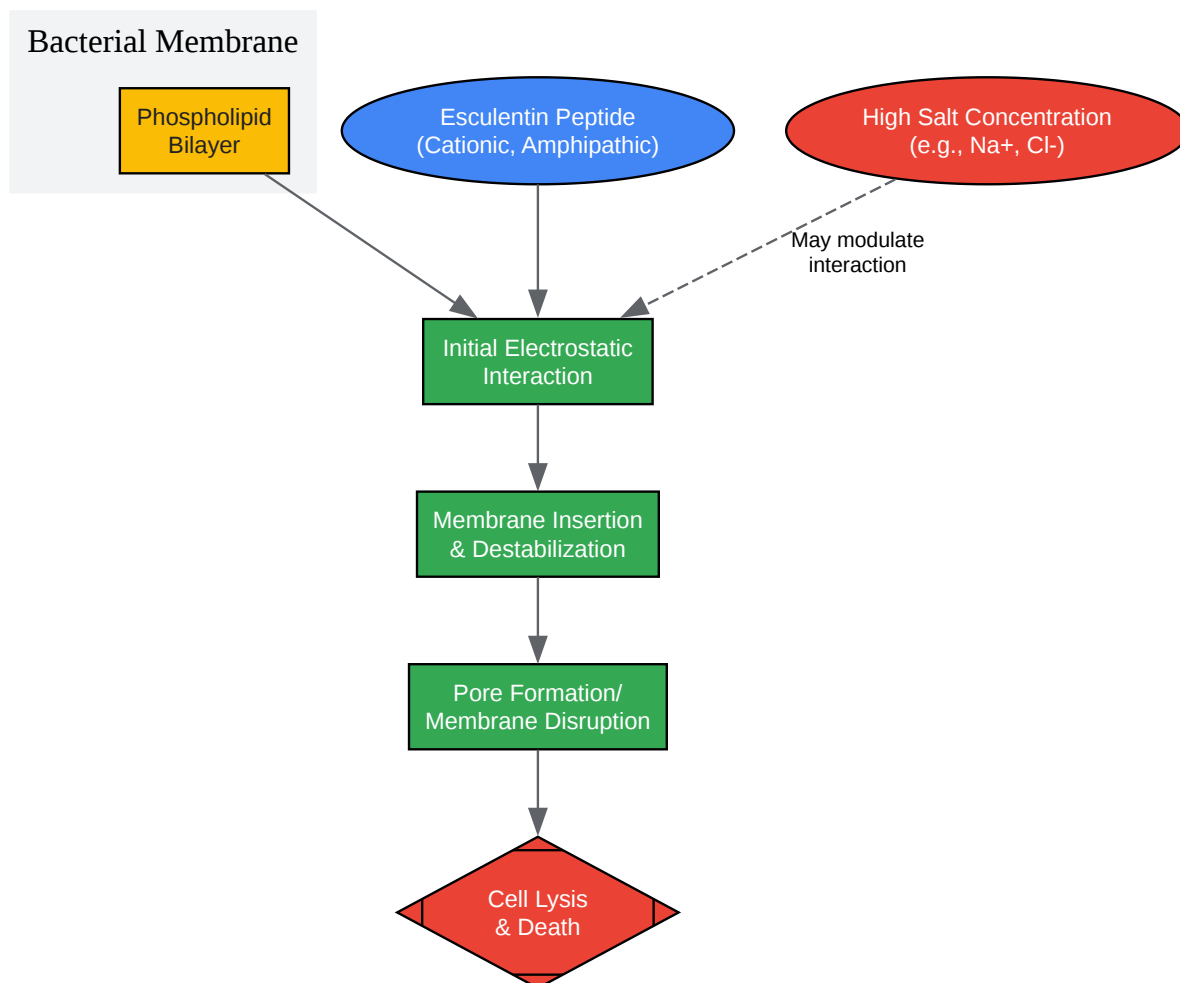 Bacterial Membrane
Phospholipid
Bilayer
Esculentin Peptide
(Cationic, Amphipathic)
High Salt Concentration
(e.g., Na+, Cl-)
May modulate
interaction
Initial Electrostatic
Interaction
Membrane Insertion
& Destabilization
Pore Formation/
Membrane Disruption
Cell Lysis
& Death